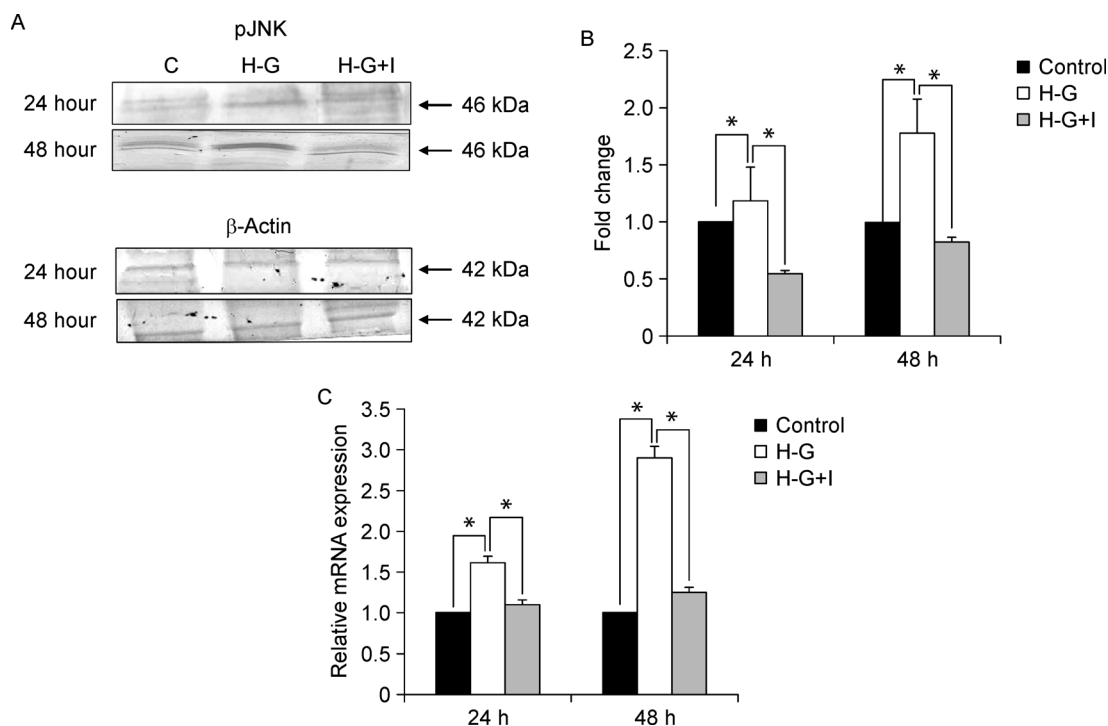 A
pJNK
C H-G H-G+I
24 hour 46 kDa
48 hour 46 kDa
β-Actin
24 hour 42 kDa
48 hour 42 kDa
B
Fold change
2.5
2.0
1.5
1.0
0.5
0
* * * *
24 h 48 h
Control
H-G
H-G+I
C
Relative mRNA expression
3.5
3.0
2.5
2.0
1.5
1.0
0.5
0
* * * *
24 h 48 h
Control
H-G
H-G+I